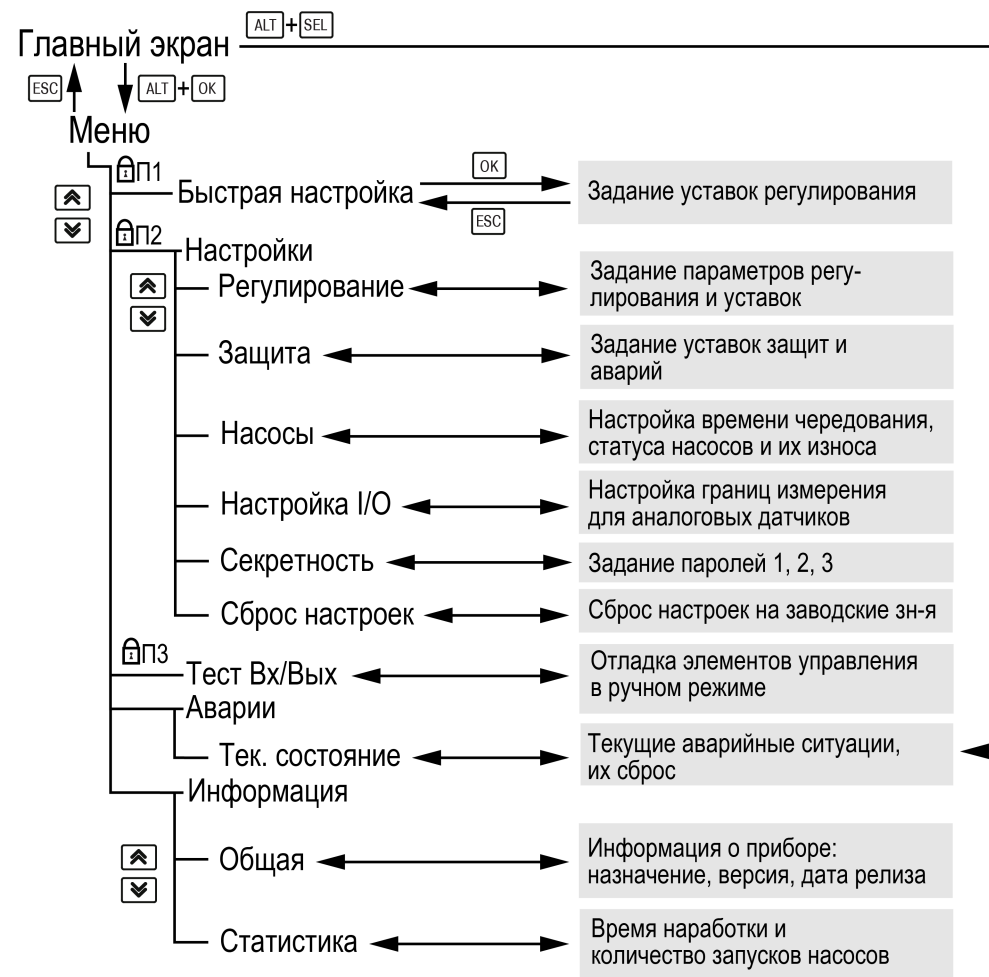 ALT+SEL
Главный экран
ESC
ALT+OK
Меню
П1
OK
Быстрая настройка
Задание уставок регулирования
ESC
П2
Настройки
Регулирование
Задание параметров регу-
лирования и уставок
Защита
Задание уставок защит и
аварий
Насосы
Настройка времени чередования,
статуса насосов и их износа
Настройка I/O
Настройка границ измерения
для аналоговых датчиков
Секретность
Задание паролей 1, 2, 3
Сброс настроек
Сброс настроек на заводские зн-я
П3
Тест Вх/Вых
Отладка элементов управления
в ручном режиме
Аварии
Тек. состояние
Текущие аварийные ситуации,
их сброс
Информация
Общая
Информация о приборе:
назначение, версия, дата релиза
Статистика
Время наработки и
количество запусков насосов